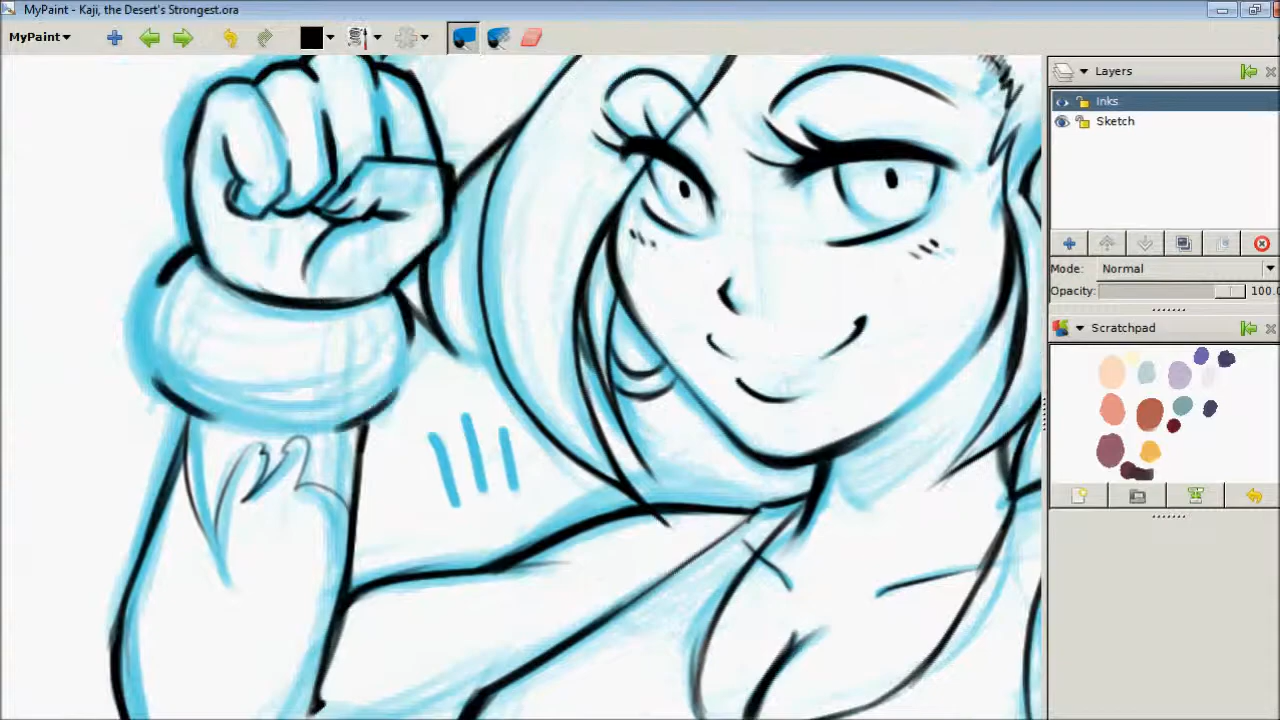 MyPaint - Kaji, the Desert's Strongest.ora
MyPaint
Layers
Inks
Sketch
Mode: Normal
Opacity: 100.0
Scratchpad